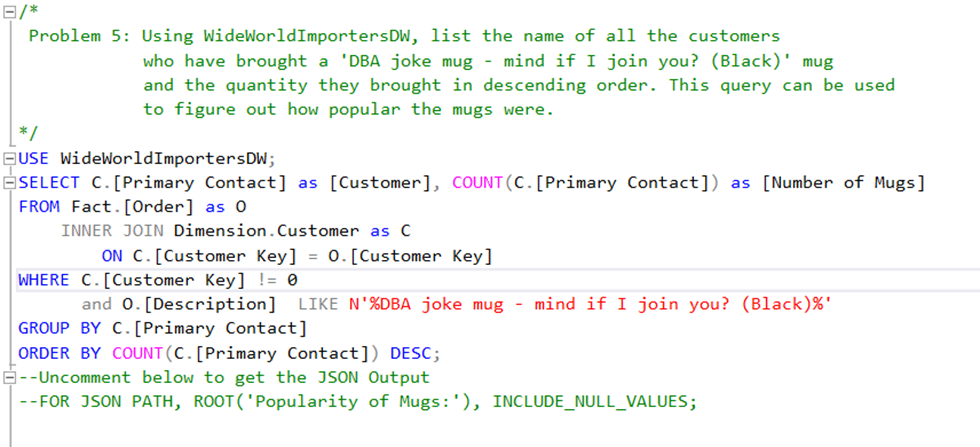 /*
Problem 5: Using WideWorldImportersDW, list the name of all the customers
who have brought a 'DBA joke mug - mind if I join you? (Black)' mug
and the quantity they brought in descending order. This query can be used
to figure out how popular the mugs were.
*/
USE WideWorldImportersDW;
SELECT C.[Primary Contact] as [Customer], COUNT(C.[Primary Contact]) as [Number of Mugs]
FROM Fact.[Order] as O
INNER JOIN Dimension.Customer as C
ON C.[Customer Key] = O.[Customer Key]
WHERE C.[Customer Key] != 0
and O.[Description]  LIKE N'%DBA joke mug - mind if I join you? (Black)%'
GROUP BY C.[Primary Contact]
ORDER BY COUNT(C.[Primary Contact]) DESC;
--Uncomment below to get the JSON Output
--FOR JSON PATH, ROOT('Popularity of Mugs:'), INCLUDE_NULL_VALUES;